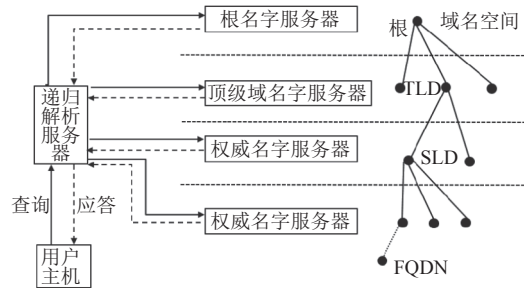 根名字服务器
根
域名空间
递归
解析
服务
器
顶级域名字服务器
TLD
权威名字服务器
SLD
查询
应答
权威名字服务器
用户
主机
FQDN